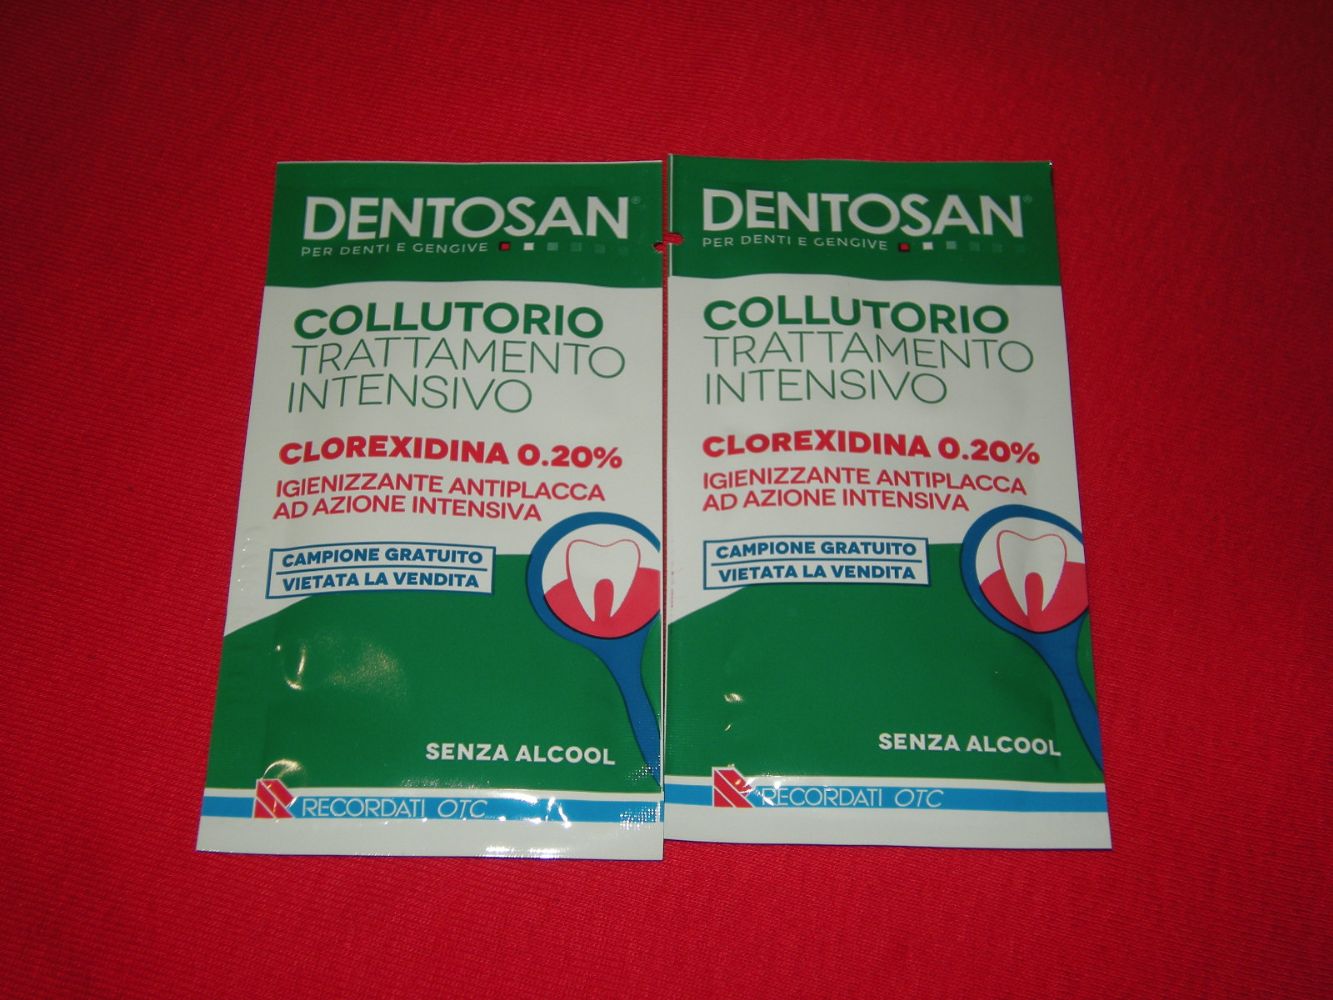 DENTOSAN®
PER DENTI E GENGIVE
COLLUTORIO
TRATTAMENTO
INTENSIVO
CLOREXIDINA 0.20%
IGIENIZZANTE ANTIPLACCA
AD AZIONE INTENSIVA
CAMPIONE GRATUITO
VIETATA LA VENDITA
SENZA ALCOOL
RECORDATI OTC
DENTOSAN®
PER DENTI E GENGIVE
COLLUTORIO
TRATTAMENTO
INTENSIVO
CLOREXIDINA 0.20%
IGIENIZZANTE ANTIPLACCA
AD AZIONE INTENSIVA
CAMPIONE GRATUITO
VIETATA LA VENDITA
SENZA ALCOOL
RECORDATI OTC